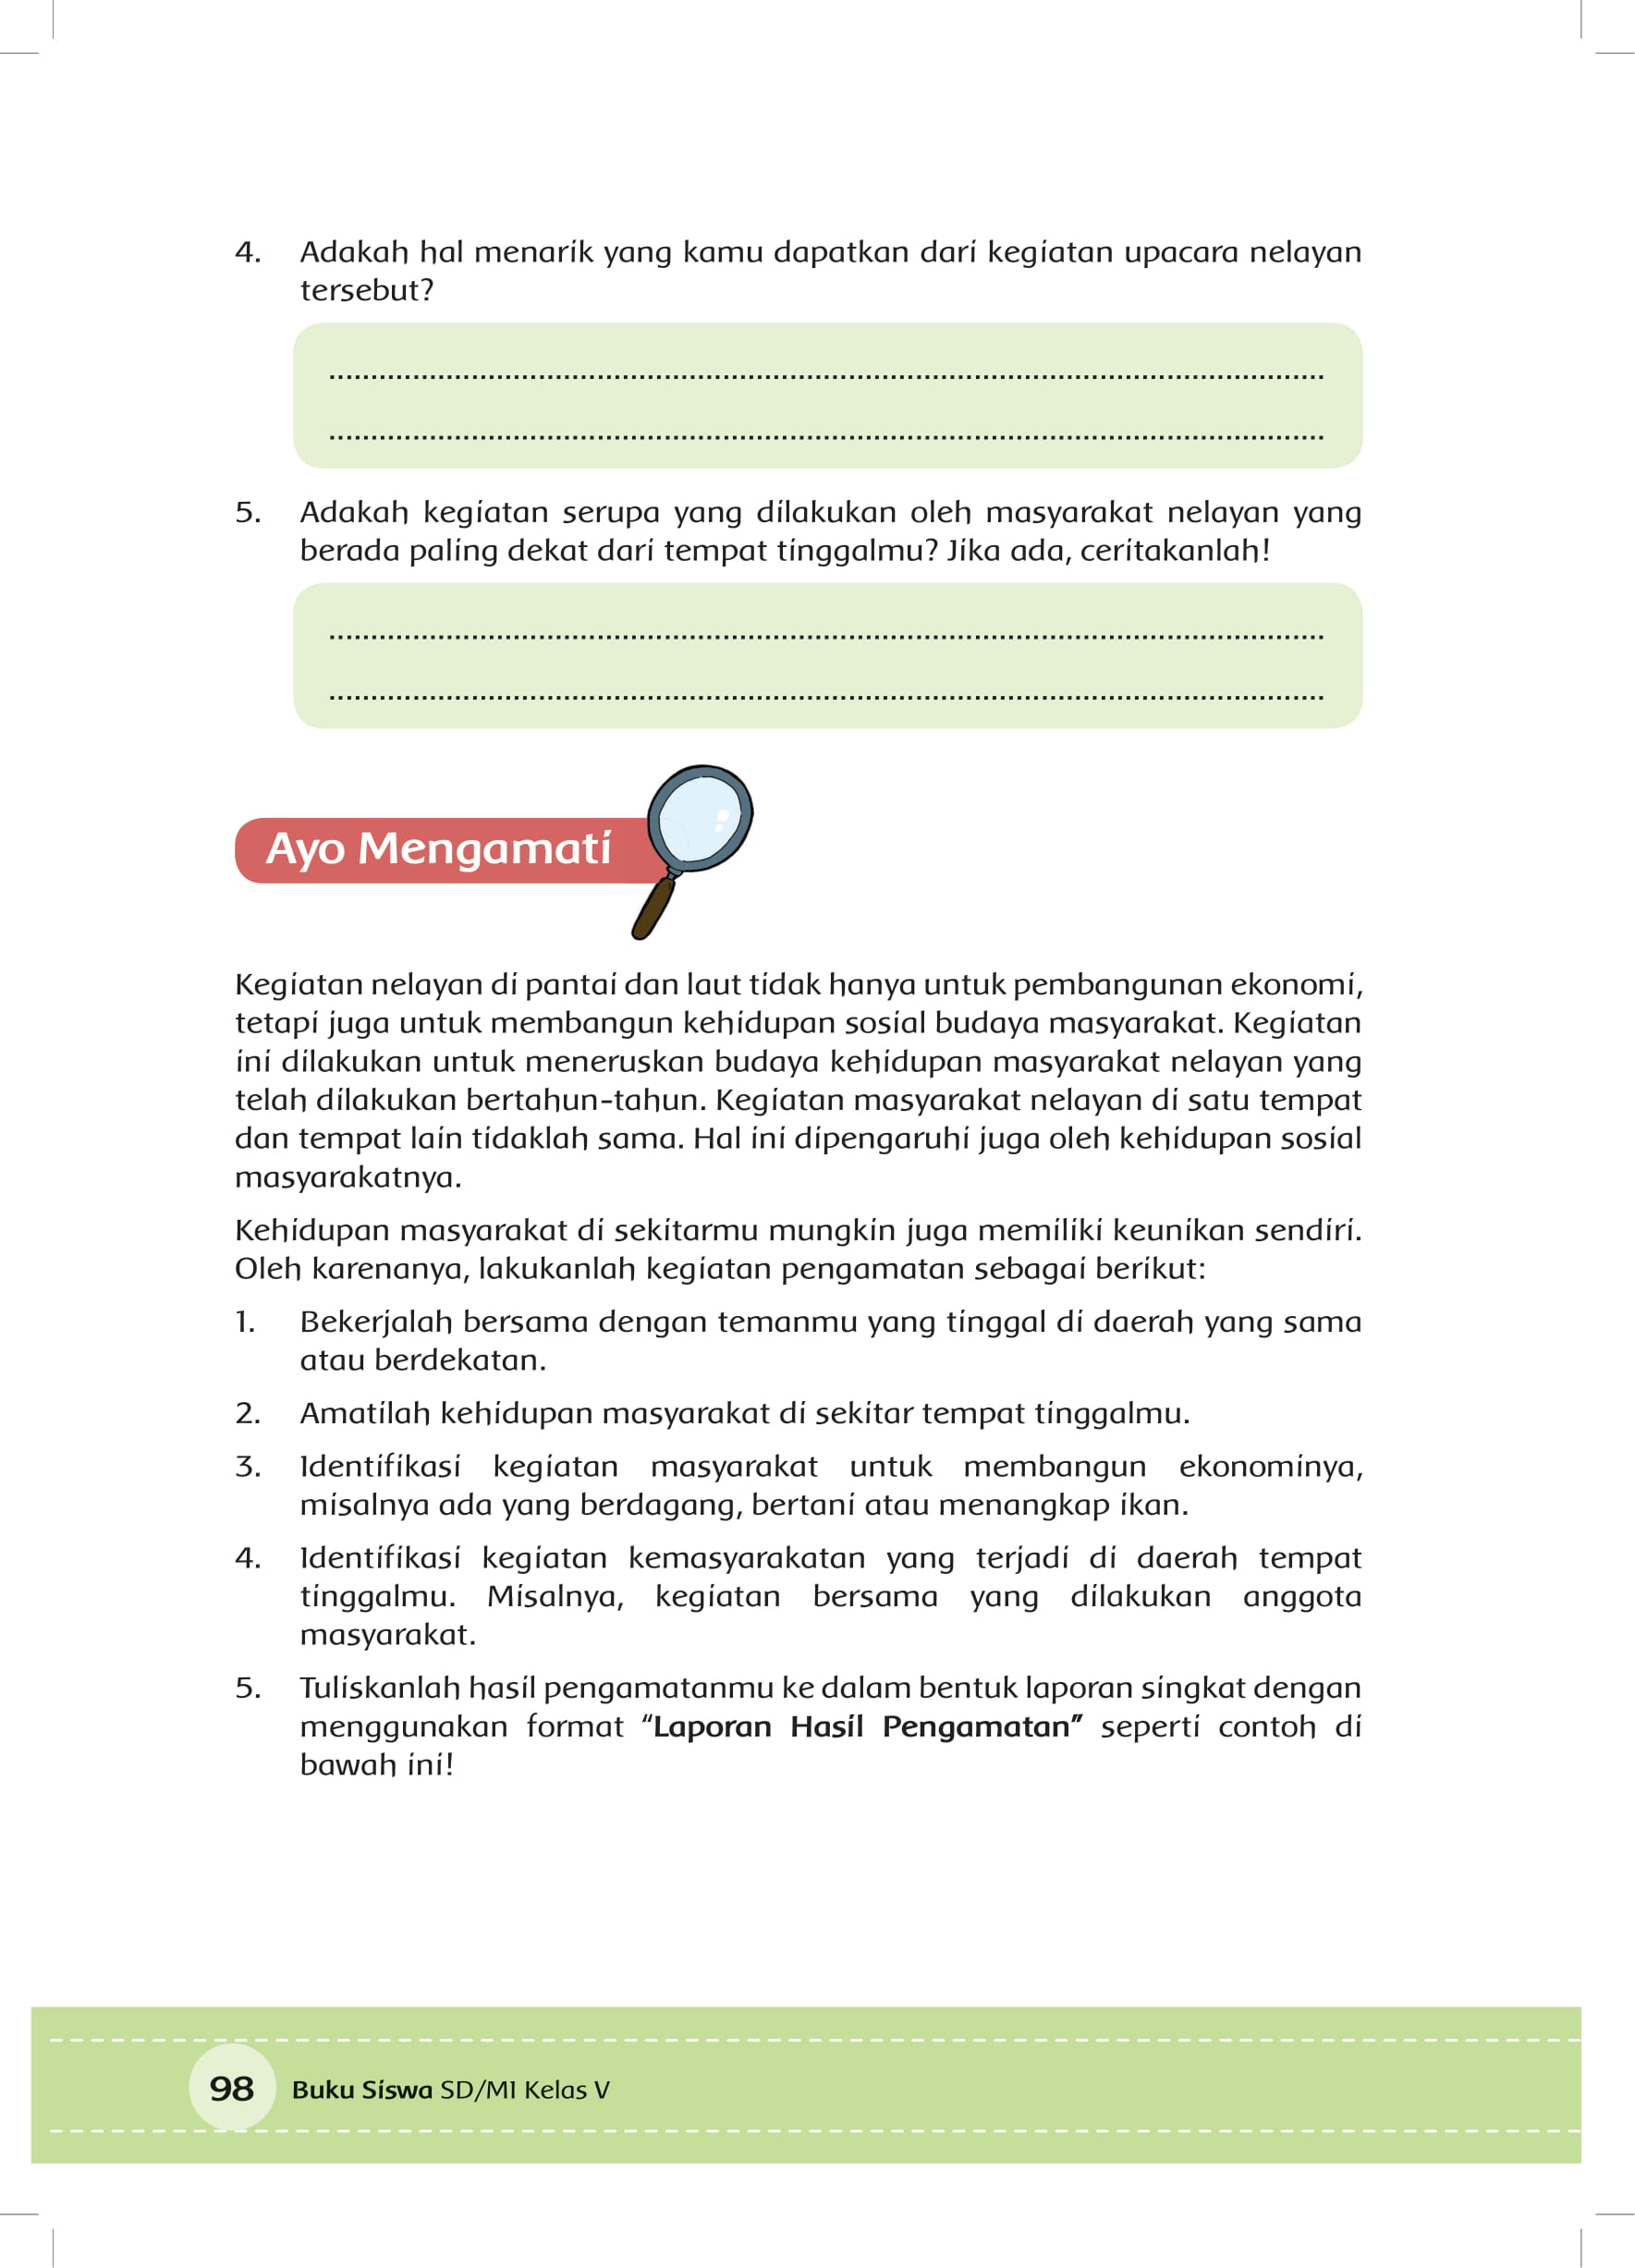 4. Adakah hal menarik yang kamu dapatkan dari kegiatan upacara nelayan
tersebut?
..........................................................................................................................
..........................................................................................................................
5. Adakah kegiatan serupa yang dilakukan oleh masyarakat nelayan yang
berada paling dekat dari tempat tinggalmu? Jika ada, ceritakanlah!
..........................................................................................................................
..........................................................................................................................
Ayo Mengamati
Kegiatan nelayan di pantai dan laut tidak hanya untuk pembangunan ekonomi,
tetapi juga untuk membangun kehidupan sosial budaya masyarakat. Kegiatan
ini dilakukan untuk meneruskan budaya kehidupan masyarakat nelayan yang
telah dilakukan bertahun-tahun. Kegiatan masyarakat nelayan di satu tempat
dan tempat lain tidaklah sama. Hal ini dipengaruhi juga oleh kehidupan sosial
masyarakatnya.
Kehidupan masyarakat di sekitarmu mungkin juga memiliki keunikan sendiri.
Oleh karenanya, lakukanlah kegiatan pengamatan sebagai berikut:
1. Bekerjalah bersama dengan temanmu yang tinggal di daerah yang sama
atau berdekatan.
2. Amatilah kehidupan masyarakat di sekitar tempat tinggalmu.
3. Identifikasi kegiatan masyarakat untuk membangun ekonominya,
misalnya ada yang berdagang, bertani atau menangkap ikan.
4. Identifikasi kegiatan kemasyarakatan yang terjadi di daerah tempat
tinggalmu. Misalnya, kegiatan bersama yang dilakukan anggota
masyarakat.
5. Tuliskanlah hasil pengamatanmu ke dalam bentuk laporan singkat dengan
menggunakan format “Laporan Hasil Pengamatan” seperti contoh di
bawah ini!
98 Buku Siswa SD/MI Kelas V